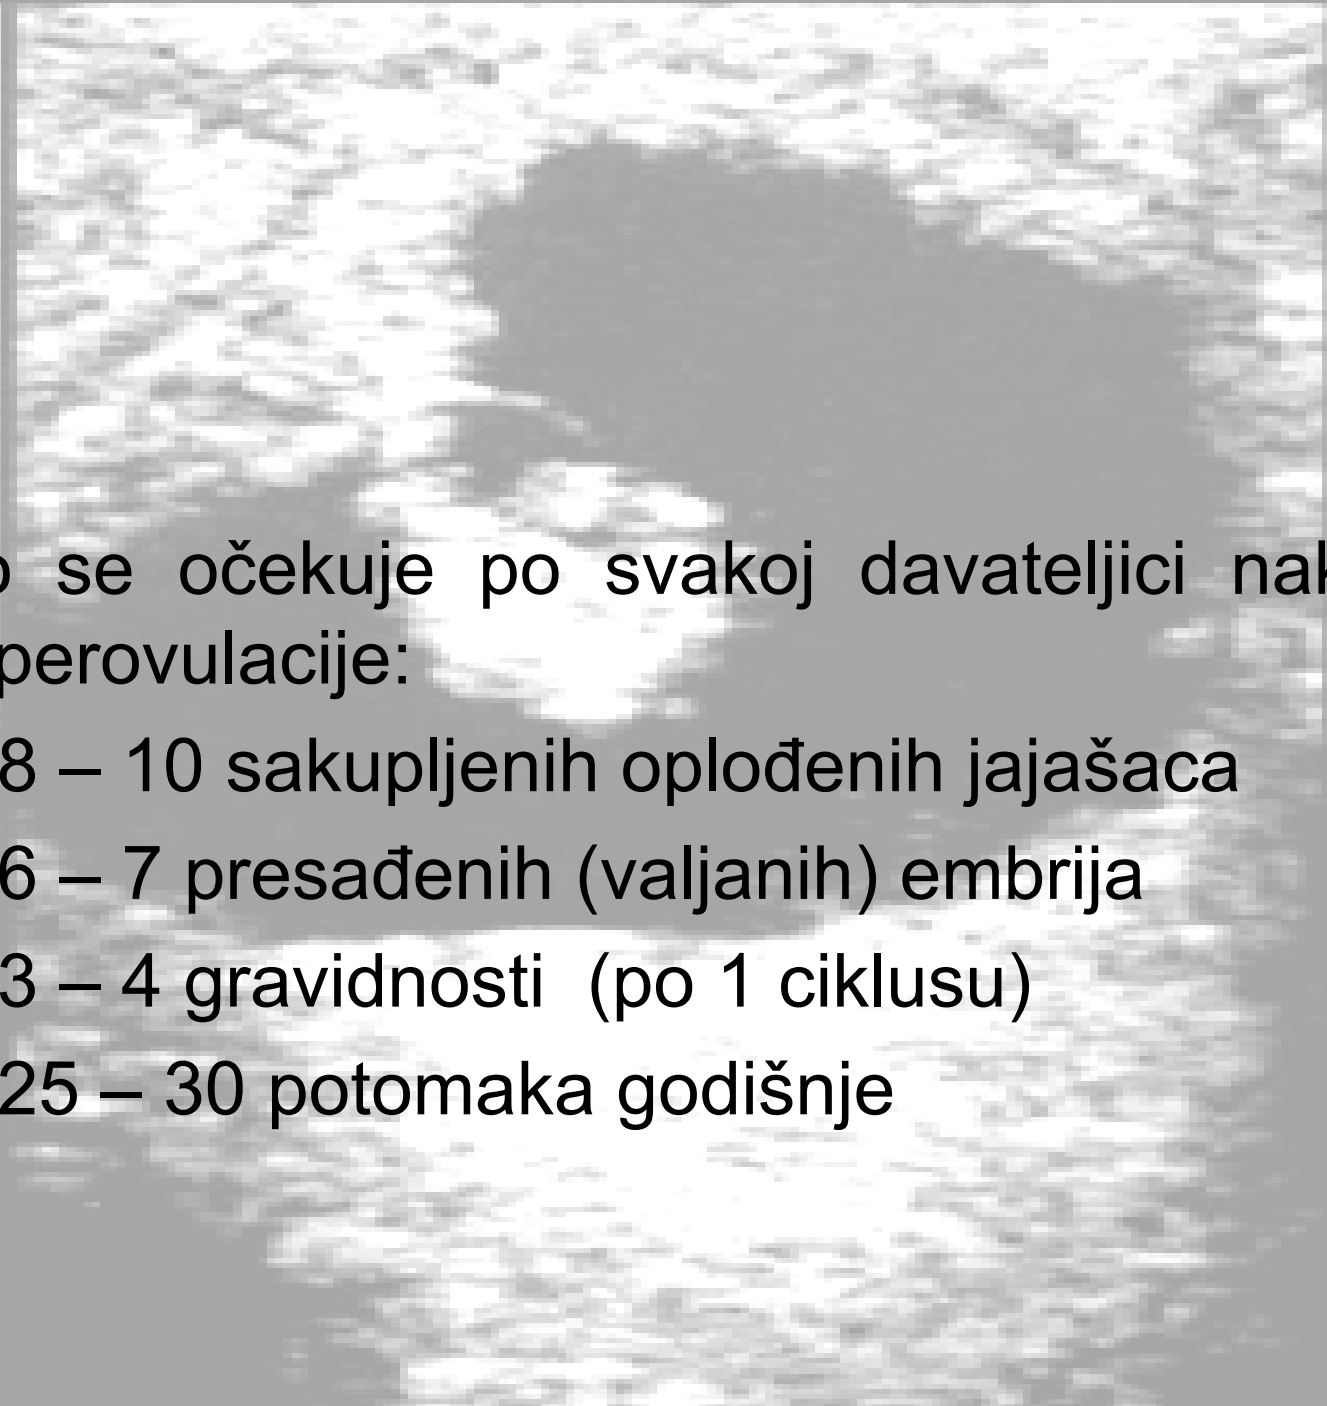 se očekuje po svakoj davateljici
perovulacije:
8 – 10 sakupljenih oplođenih jajašaca
6 – 7 presađenih (valjanih) embrija
3 – 4 gravidnosti (po 1 ciklusu)
25 – 30 potomaka godišnje